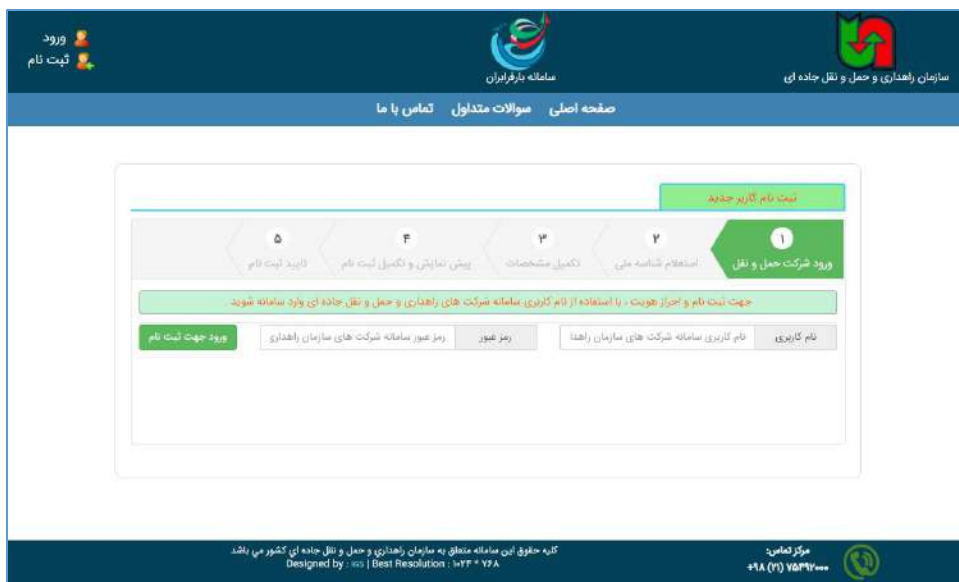 ورود
ثبت نام
سامانه بارفرابران
سازمان راهداری و حمل و نقل جاده ای
صفحه اصلی سوالات متداول تماس با ما
ثبت نام کاربر جدید
۱ ۲ ۳ ۴ ۵
ورود شرکت حمل و نقل استعلام شناسه ملی تکمیل مشخصات پیش نمایش و تکمیل ثبت نام تایید ثبت نام
جهت ثبت نام و احراز هویت ، با استفاده از نام کاربری سامانه شرکت های راهداری و حمل و نقل جاده ای وارد سامانه شوید .
نام کاربری نام کاربری سامانه شرکت های سازمان راهدا رمز عبور رمز عبور سامانه شرکت های سازمان راهداری ورود جهت ثبت نام
کلیه حقوق این سامانه متعلق به سازمان راهداري و حمل و نقل جاده اي کشور مي باشد
Designed by : IGS | Best Resolution : ۱۰۲۴ * ۷۶۸
مرکز تماس:
+۹۸ (۲۱) ۷۵۴۹۲۰۰۰